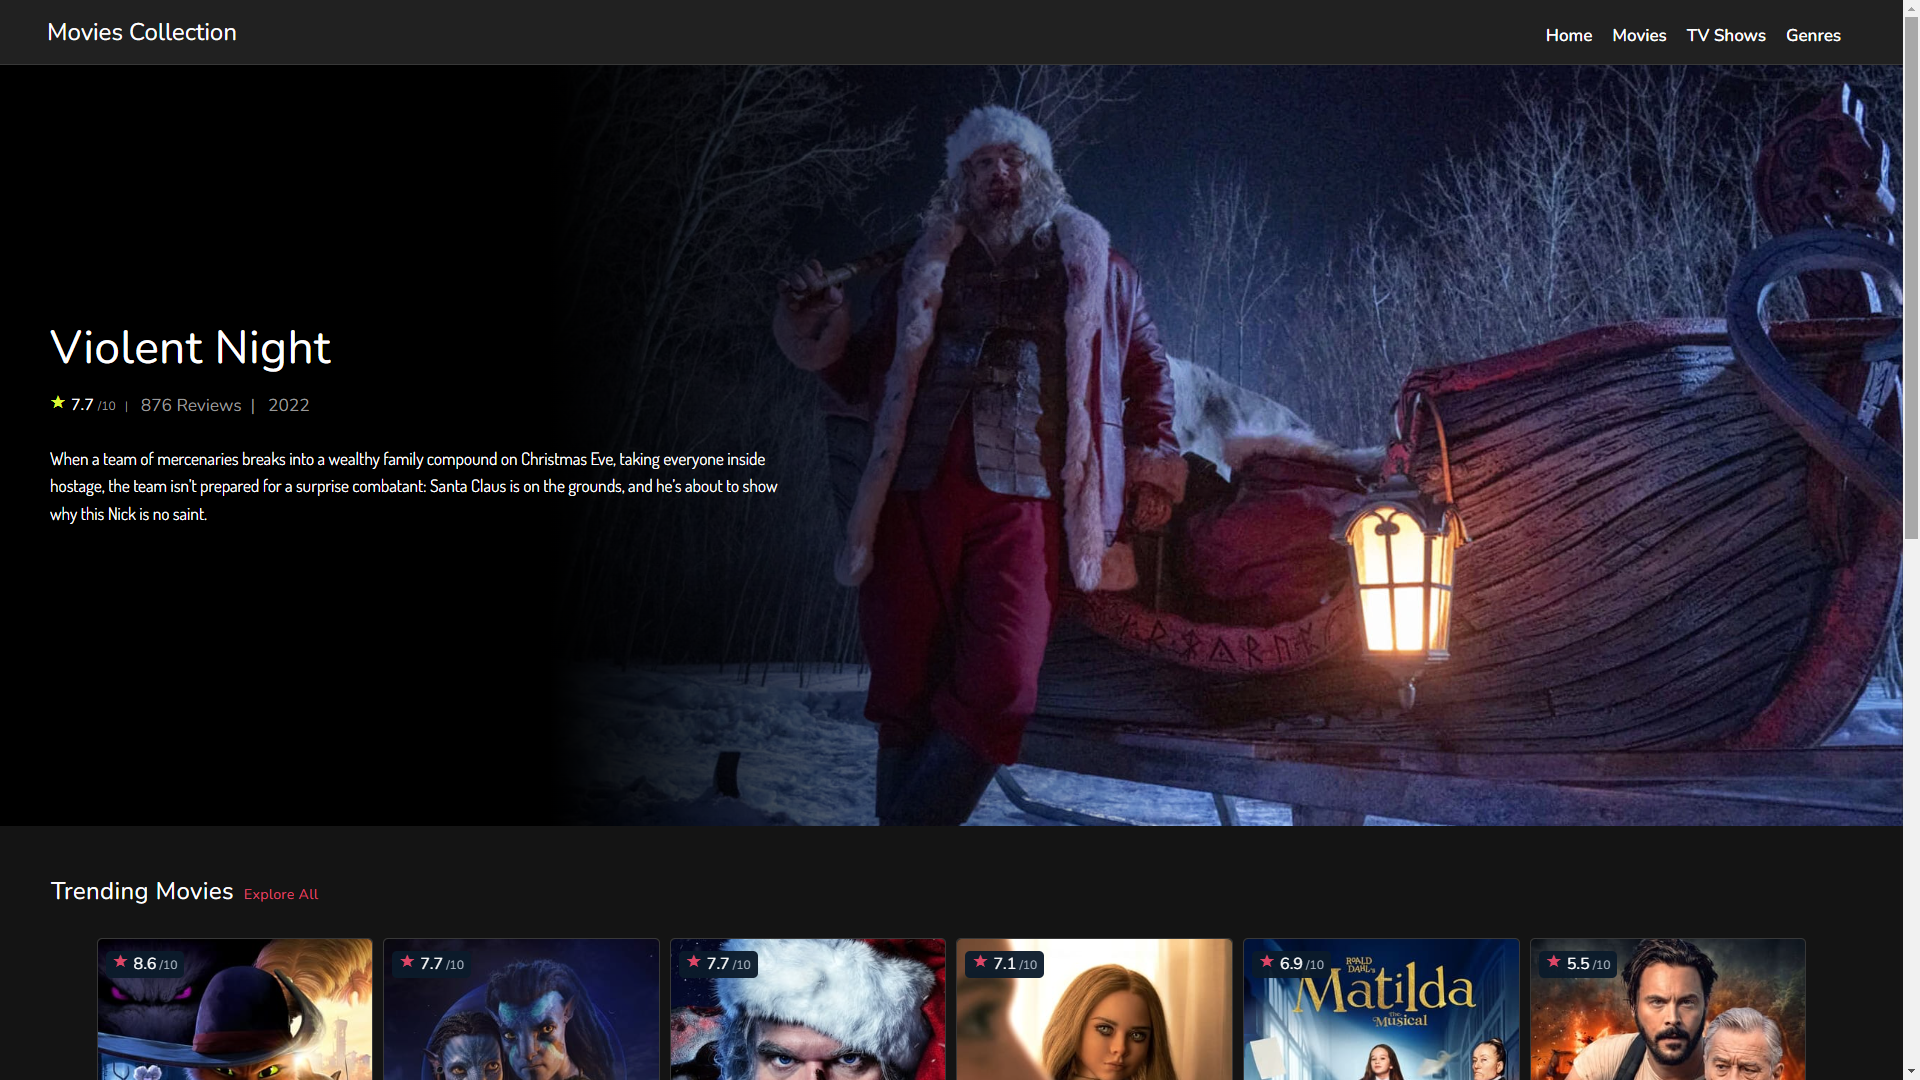 Movies Collection
Home Movies TV Shows Genres
Violent Night
7.7 /10 | 876 Reviews | 2022
When a team of mercenaries breaks into a wealthy family compound on Christmas Eve, taking everyone inside
hostage, the team isn't prepared for a surprise combatant: Santa Claus is on the grounds, and he's about to show
why this Nick is no saint.
Trending Movies Explore All
8.6 /10
7.7 /10
7.7 /10
7.1 /10
6.9 /10
5.5 /10
ROALD
DAHL'S
Matilda
The Musical